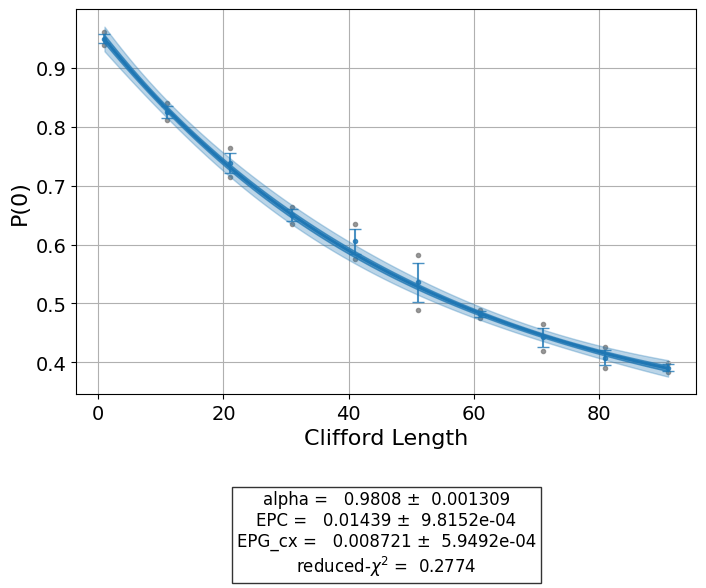 0.9
0.8
0.7
0.6
0.5
0.4
P(0)
0 20 40 60 80
Clifford Length
alpha = 0.9808 ± 0.001309
EPC = 0.01439 ± 9.8152e-04
EPG_cx = 0.008721 ± 5.9492e-04
reduced-χ² = 0.2774